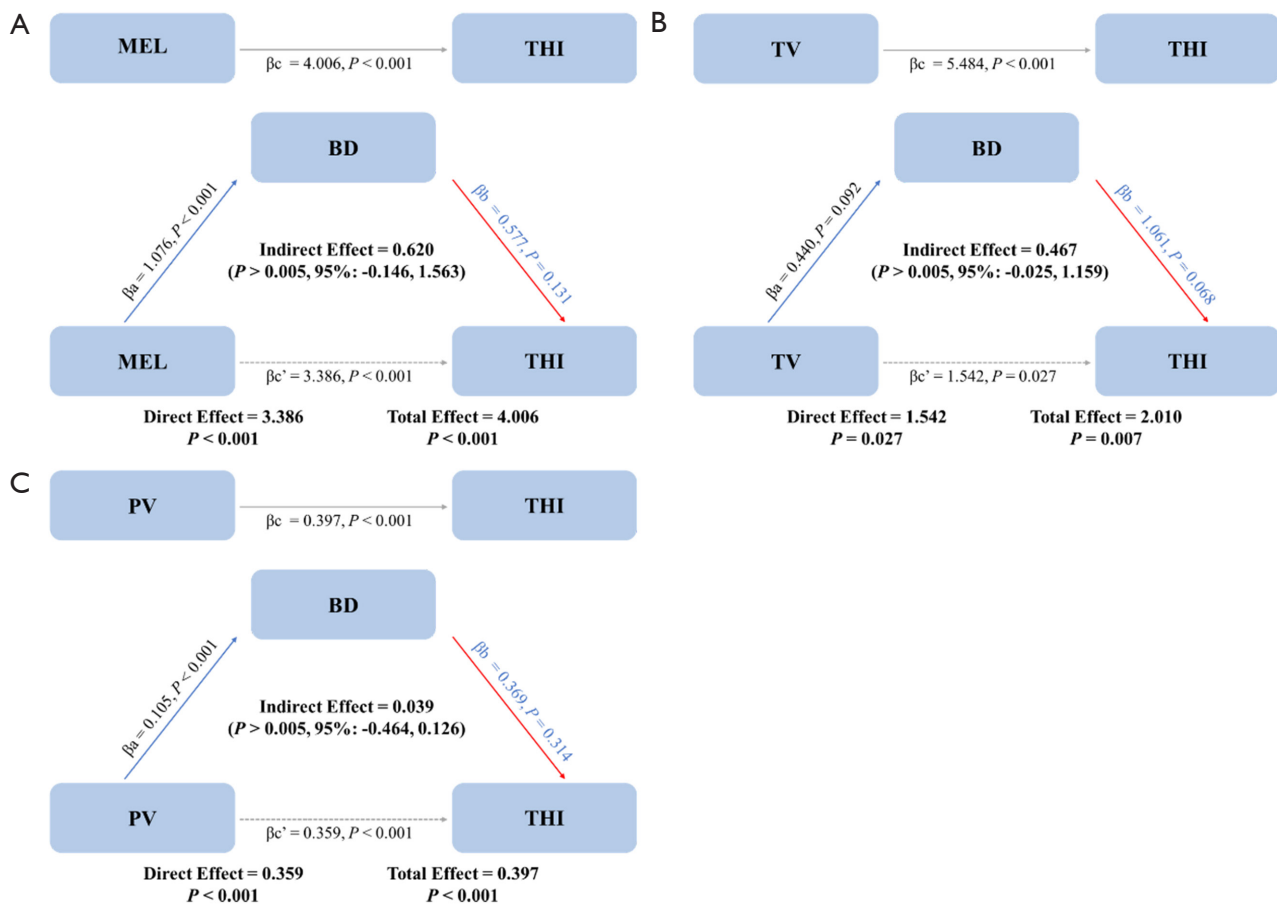 A
MEL
THI
βc = 4.006, P < 0.001
BD
βa = 1.076, P < 0.001
βb = 0.577, P = 0.131
Indirect Effect = 0.620
(P > 0.005, 95%: -0.146, 1.563)
MEL
THI
βc’ = 3.386, P < 0.001
Direct Effect = 3.386
P < 0.001
Total Effect = 4.006
P < 0.001
B
TV
THI
βc = 5.484, P < 0.001
BD
βa = 0.440, P = 0.092
βb = 1.061, P = 0.068
Indirect Effect = 0.467
(P > 0.005, 95%: -0.025, 1.159)
TV
THI
βc’ = 1.542, P = 0.027
Direct Effect = 1.542
P = 0.027
Total Effect = 2.010
P = 0.007
C
PV
THI
βc = 0.397, P < 0.001
BD
βa = 0.105, P < 0.001
βb = 0.369, P = 0.314
Indirect Effect = 0.039
(P > 0.005, 95%: -0.464, 0.126)
PV
THI
βc’ = 0.359, P < 0.001
Direct Effect = 0.359
P < 0.001
Total Effect = 0.397
P < 0.001